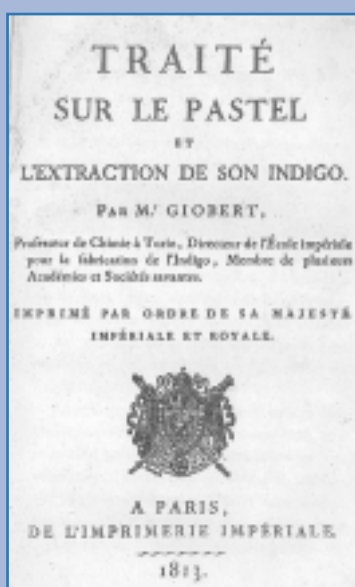 TRAITÉ
SUR LE PASTEL
ET
L'EXTRACTION DE SON INDIGO.
PAR M.r GIOBERT,
Professeur de Chimie à Turin, Directeur de l'École impériale
pour la fabrication de l'Indigo, Membre de plusieurs
Académies et Sociétés savantes.
IMPRIMÉ PAR ORDRE DE SA MAJESTÉ
IMPÉRIALE ET ROYALE.
A PARIS,
DE L'IMPRIMERIE IMPÉRIALE.
1813.